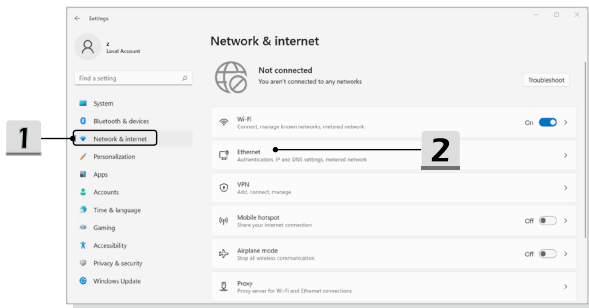 Settings
z
Local Account
Find a setting
System
Bluetooth & devices
Network & internet
Personalization
Apps
Accounts
Time & language
Gaming
Accessibility
Privacy & security
Windows Update
1
Network & internet
Not connected
You aren't connected to any networks
Troubleshoot
Wi-Fi
Connect, manage known networks, metered network
On
Ethernet
Authentication, IP and DNS settings, metered network
2
VPN
Add, connect, manage
Mobile hotspot
Share your internet connection
Off
Airplane mode
Stop all wireless communication
Off
Proxy
Proxy server for Wi-Fi and Ethernet connections